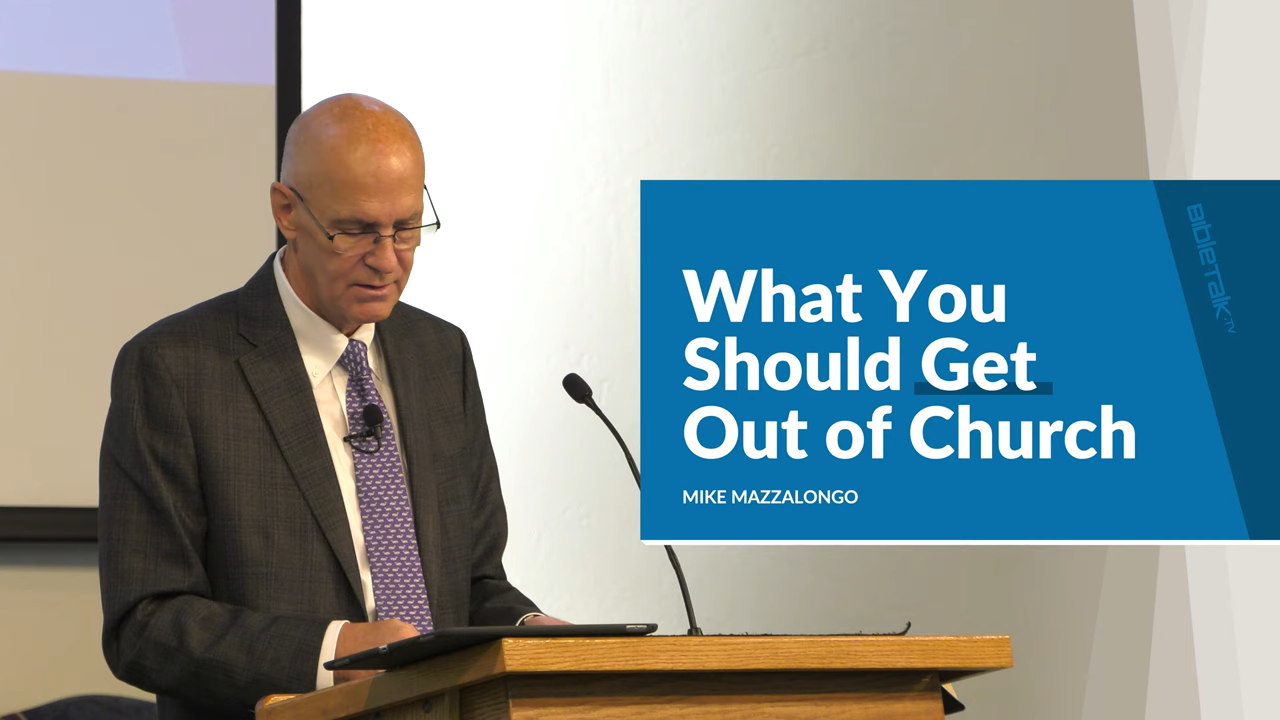 What You
Should Get
Out of Church
MIKE MAZZALONGO
BibleTalk.TV